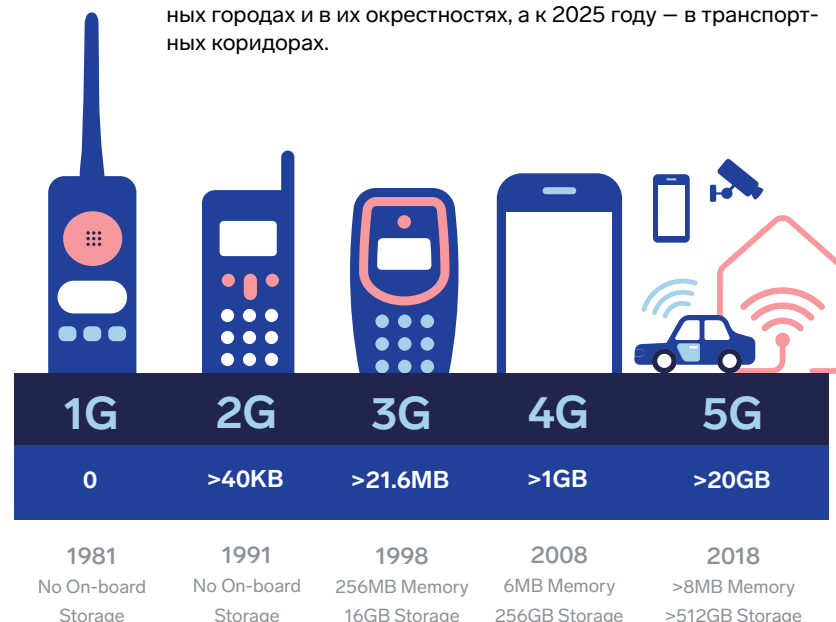 ных городах и в их окрестностях, а к 2025 году – в транспорт-
ных коридорах.
1G 2G 3G 4G 5G
0 >40KB >21.6MB >1GB >20GB
1981 1991 1998 2008 2018
No On-board No On-board 256MB Memory 6MB Memory >8MB Memory
Storage Storage 16GB Storage 256GB Storage >512GB Storage